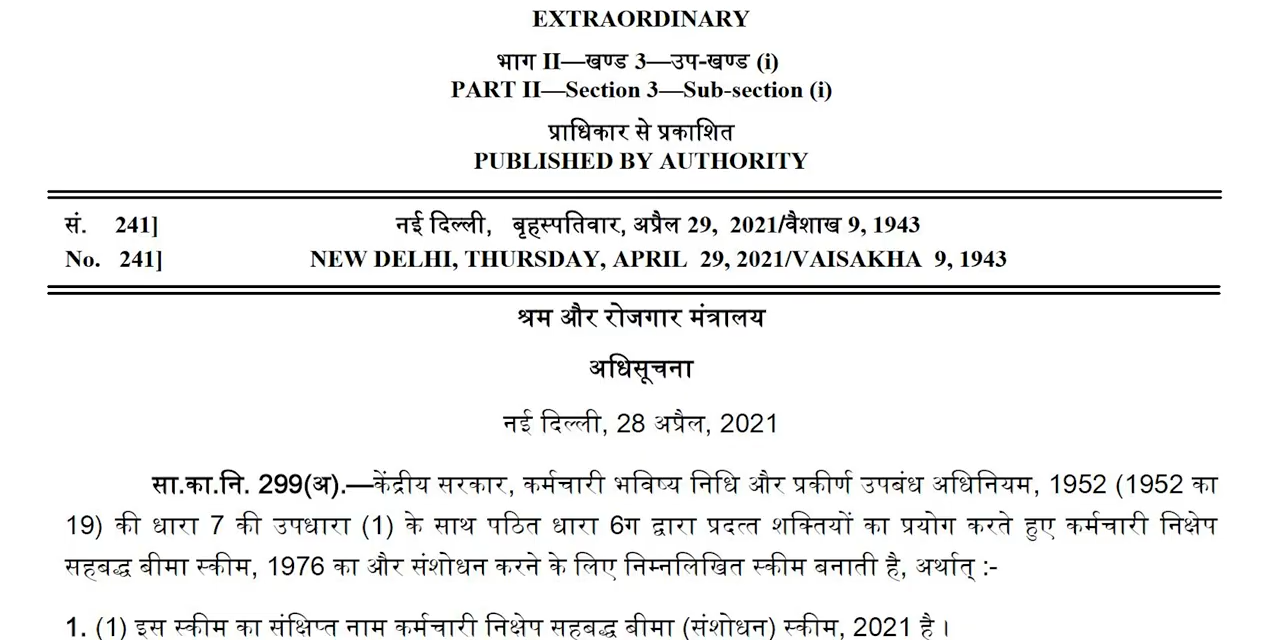 EXTRAORDINARY
भाग II—खण्ड 3—उप-खण्ड (i)
PART II—Section 3—Sub-section (i)
प्राधिकार से प्रकाशित
PUBLISHED BY AUTHORITY
सं. 241] नई दिल्ली, बृहस्पतिवार, अप्रैल 29, 2021/वैशाख 9, 1943
No. 241] NEW DELHI, THURSDAY, APRIL 29, 2021/VAISAKHA 9, 1943
श्रम और रोजगार मंत्रालय
अधिसूचना
नई दिल्ली, 28 अप्रैल, 2021
सा.का.नि. 299(अ).—केंद्रीय सरकार, कर्मचारी भविष्य निधि और प्रकीर्ण उपबंध अधिनियम, 1952 (1952 का
19) की धारा 7 की उपधारा (1) के साथ पठित धारा 6ग द्वारा प्रदत्त शक्तियों का प्रयोग करते हुए कर्मचारी निक्षेप
सहबद्ध बीमा स्कीम, 1976 का और संशोधन करने के लिए निम्नलिखित स्कीम बनाती है, अर्थात् :-
1. (1) इस स्कीम का संक्षिप्त नाम कर्मचारी निक्षेप सहबद्ध बीमा (संशोधन) स्कीम, 2021 है ।